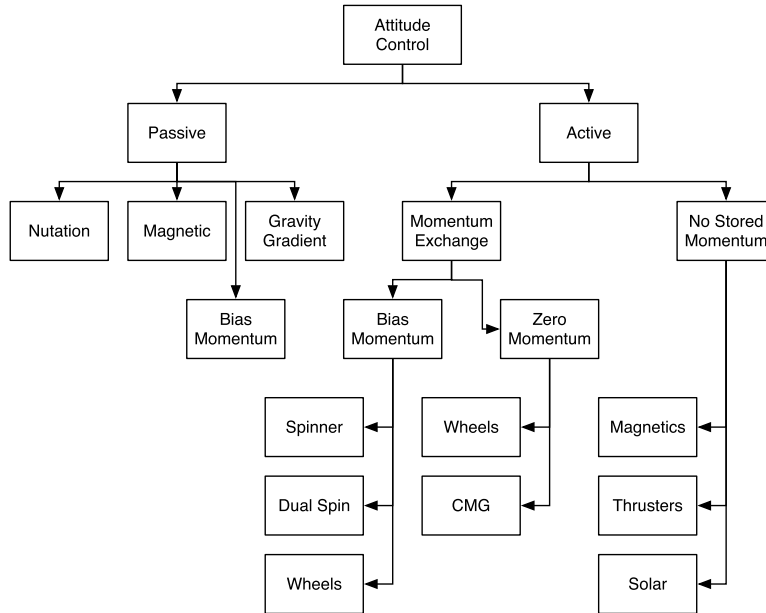 Attitude
Control
Passive
Active
Nutation
Magnetic
Gravity
Gradient
Momentum
Exchange
No Stored
Momentum
Bias
Momentum
Bias
Momentum
Zero
Momentum
Spinner
Wheels
Magnetics
Dual Spin
CMG
Thrusters
Wheels
Solar